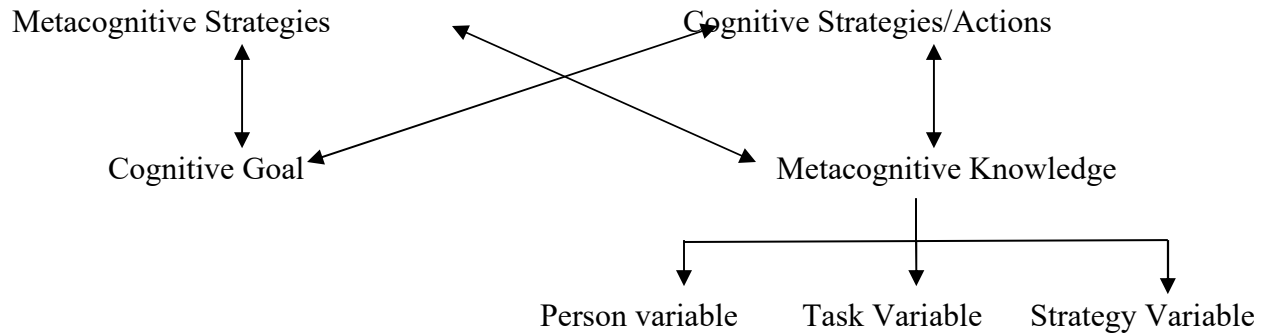 Metacognitive Strategies Cognitive Strategies/Actions
Cognitive Goal Metacognitive Knowledge
Person variable Task Variable Strategy Variable